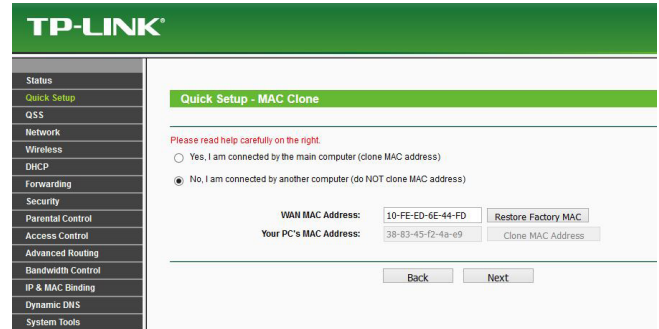 TP-LINK®
Status
Quick Setup
QSS
Network
Wireless
DHCP
Forwarding
Security
Parental Control
Access Control
Advanced Routing
Bandwidth Control
IP & MAC Binding
Dynamic DNS
System Tools
Quick Setup - MAC Clone
Please read help carefully on the right.
Yes, I am connected by the main computer (clone MAC address)
No, I am connected by another computer (do NOT clone MAC address)
WAN MAC Address: 10-FE-ED-6E-44-FD Restore Factory MAC
Your PC's MAC Address: 38-83-45-f2-4a-e9 Clone MAC Address
Back Next